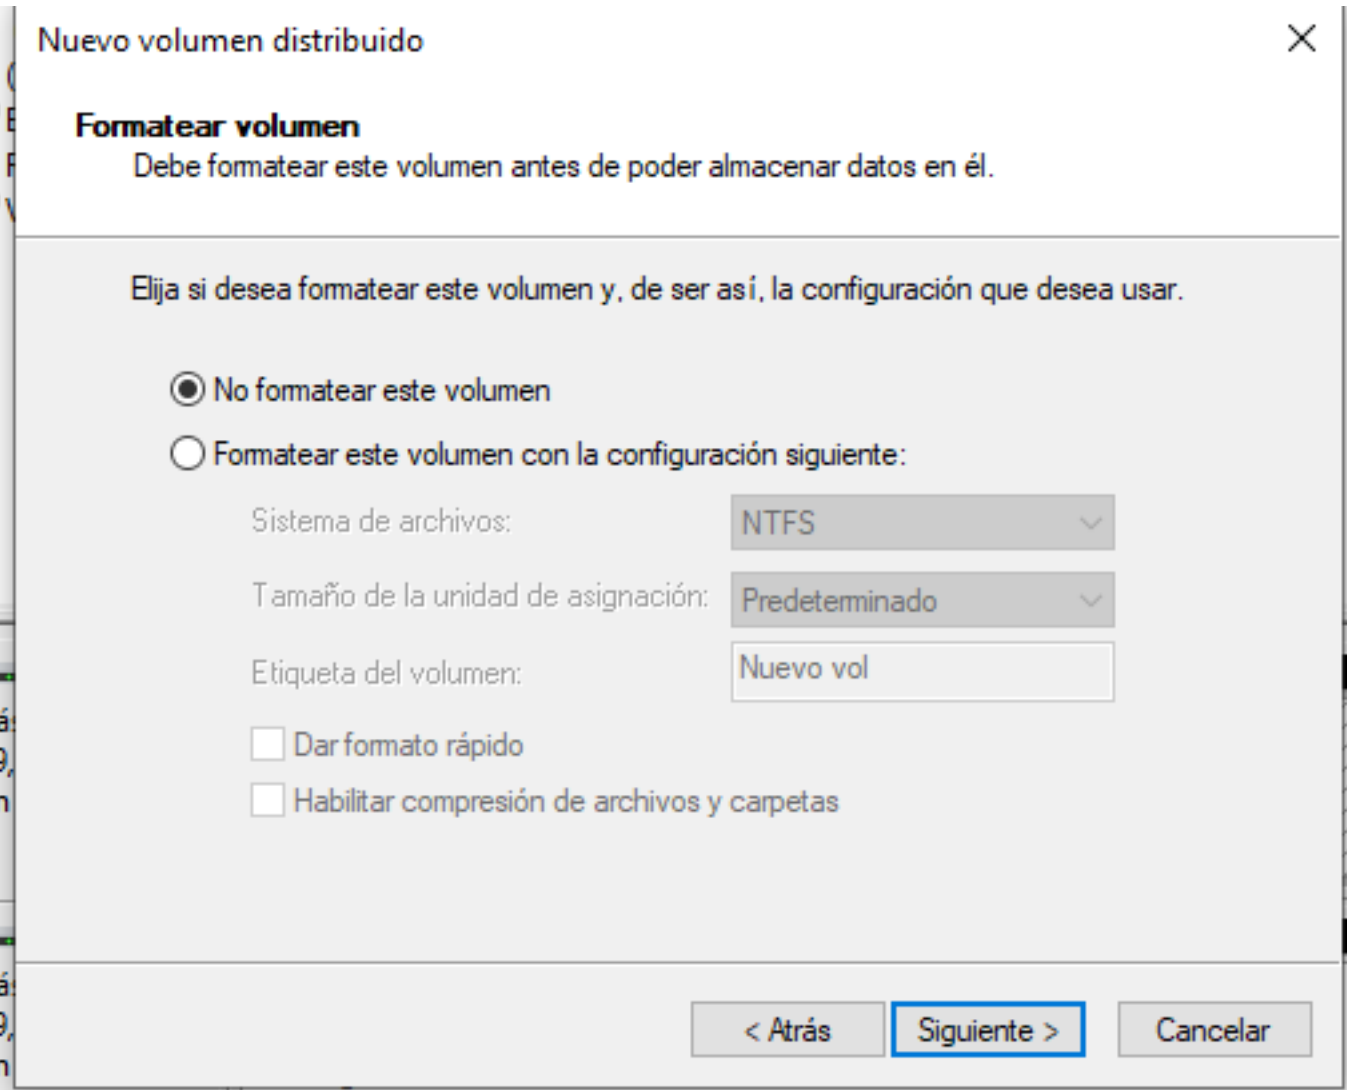 Nuevo volumen distribuido
Formatear volumen
Debe formatear este volumen antes de poder almacenar datos en él.
Elija si desea formatear este volumen y, de ser así, la configuración que desea usar.
No formatear este volumen
Formatear este volumen con la configuración siguiente:
Sistema de archivos: NTFS
Tamaño de la unidad de asignación: Predeterminado
Etiqueta del volumen: Nuevo vol
Dar formato rápido
Habilitar compresión de archivos y carpetas
< Atrás Siguiente > Cancelar